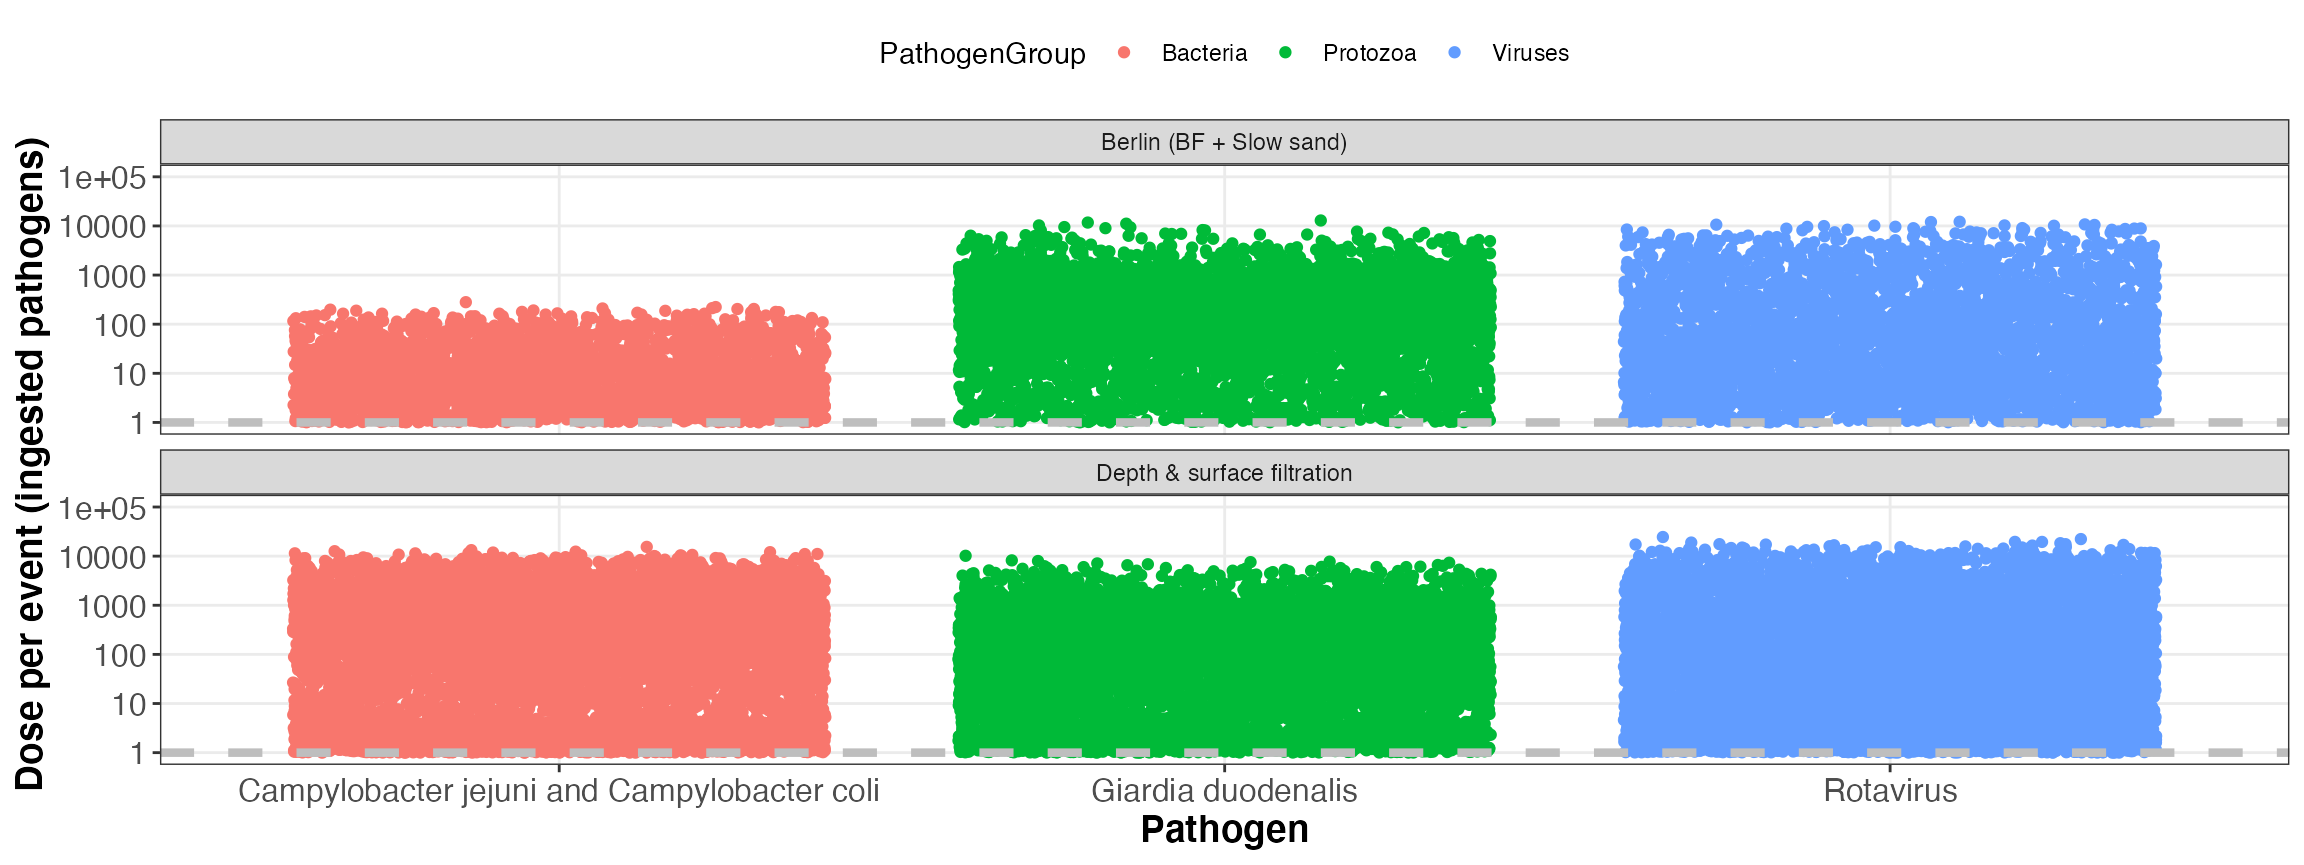 PathogenGroup Bacteria Protozoa Viruses
Dose per event (ingested pathogens)
Berlin (BF + Slow sand)
1e+05
10000
1000
100
10
1
Depth & surface filtration
1e+05
10000
1000
100
10
1
Campylobacter jejuni and Campylobacter coli Giardia duodenalis Rotavirus
Pathogen